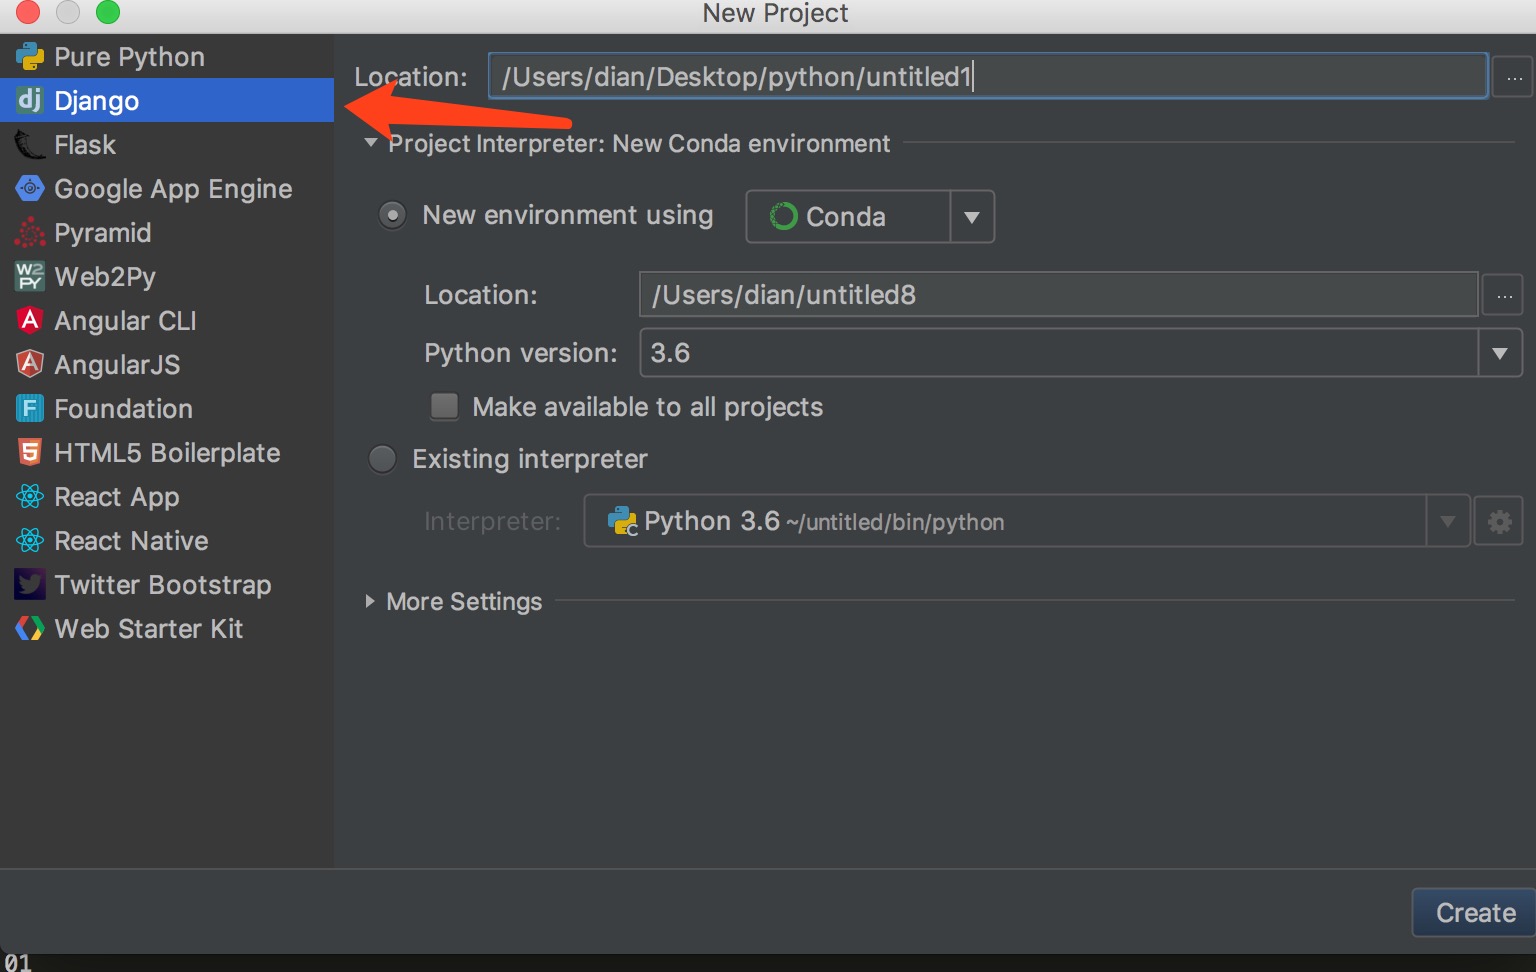 New Project
Pure Python
Django
Flask
Google App Engine
Pyramid
Web2Py
Angular CLI
AngularJS
Foundation
HTML5 Boilerplate
React App
React Native
Twitter Bootstrap
Web Starter Kit
Location: /Users/dian/Desktop/python/untitled1 ...
Project Interpreter: New Conda environment
New environment using Conda
Location: /Users/dian/untitled8 ...
Python version: 3.6
Make available to all projects
Existing interpreter
Interpreter: Python 3.6 ~/untitled/bin/python
More Settings
Create
01